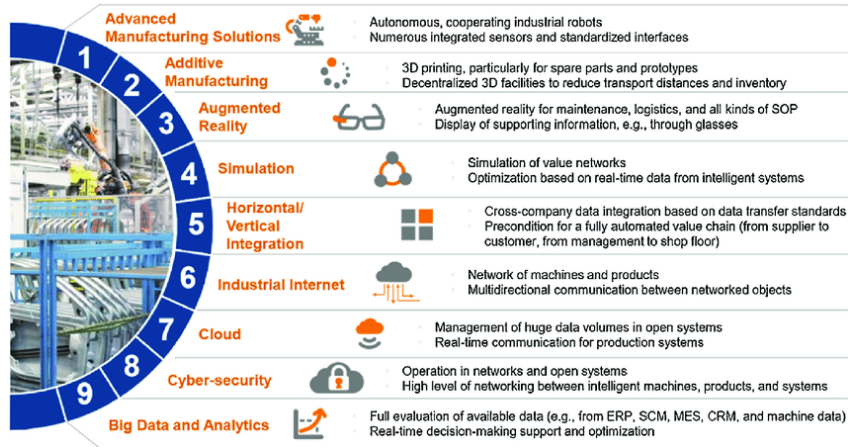 1
Advanced
Manufacturing Solutions
Autonomous, cooperating industrial robots
Numerous integrated sensors and standardized interfaces
2
Additive
Manufacturing
3D printing, particularly for spare parts and prototypes
Decentralized 3D facilities to reduce transport distances and inventory
3
Augmented
Reality
Augmented reality for maintenance, logistics, and all kinds of SOP
Display of supporting information, e.g., through glasses
4
Simulation
Simulation of value networks
Optimization based on real-time data from intelligent systems
5
Horizontal/
Vertical
Integration
Cross-company data integration based on data transfer standards
Precondition for a fully automated value chain (from supplier to
customer, from management to shop floor)
6
Industrial Internet
Network of machines and products
Multidirectional communication between networked objects
7
Cloud
Management of huge data volumes in open systems
Real-time communication for production systems
8
Cyber-security
Operation in networks and open systems
High level of networking between intelligent machines, products, and systems
9
Big Data and Analytics
Full evaluation of available data (e.g., from ERP, SCM, MES, CRM, and machine data)
Real-time decision-making support and optimization